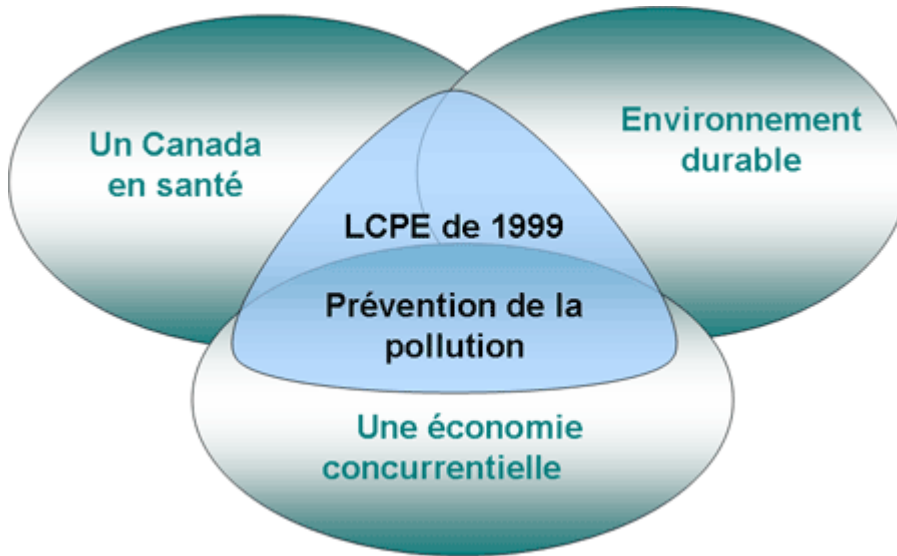 Un Canada
en santé
Environnement
durable
LCPE de 1999
Prévention de la
pollution
Une économie
concurrentielle